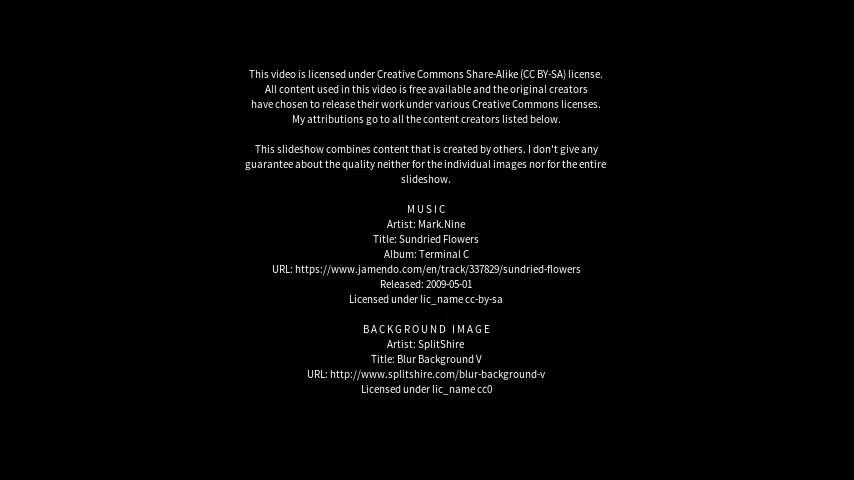 This video is licensed under Creative Commons Share-Alike (CC BY-SA) license.
All content used in this video is free available and the original creators
have chosen to release their work under various Creative Commons licenses.
My attributions go to all the content creators listed below.
This slideshow combines content that is created by others. I don't give any
guarantee about the quality neither for the individual images nor for the entire
slideshow.
MUSIC
Artist: Mark.Nine
Title: Sundried Flowers
Album: Terminal C
URL: https://www.jamendo.com/en/track/337829/sundried-flowers
Released: 2009-05-01
Licensed under lic_name cc-by-sa
BACKGROUND IMAGE
Artist: SplitShire
Title: Blur Background V
URL: http://www.splitshire.com/blur-background-v
Licensed under lic_name cc0